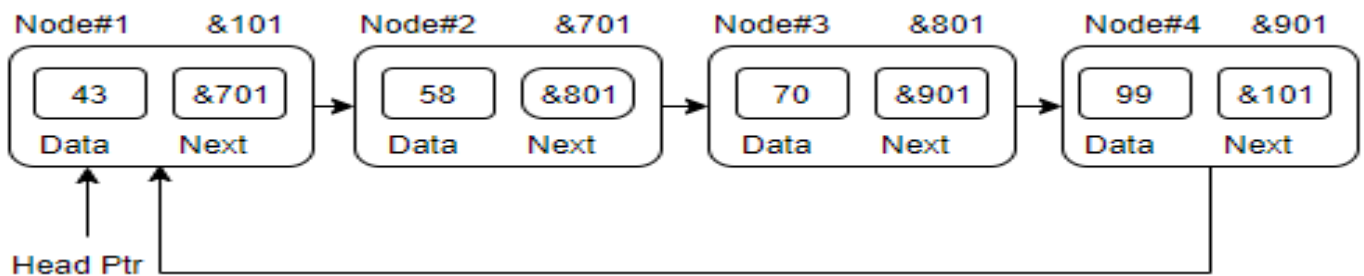 Node#1 &101 Node#2 &701 Node#3 &801 Node#4 &901
43 &701 58 &801 70 &901 99 &101
Data Next Data Next Data Next Data Next
Head Ptr